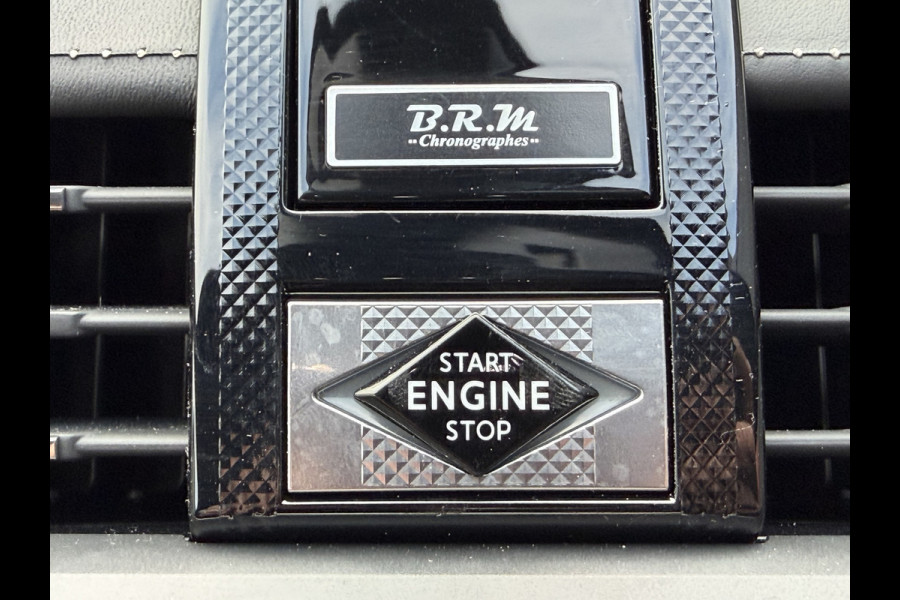 B.R.M
Chronographes
START
ENGINE
STOP